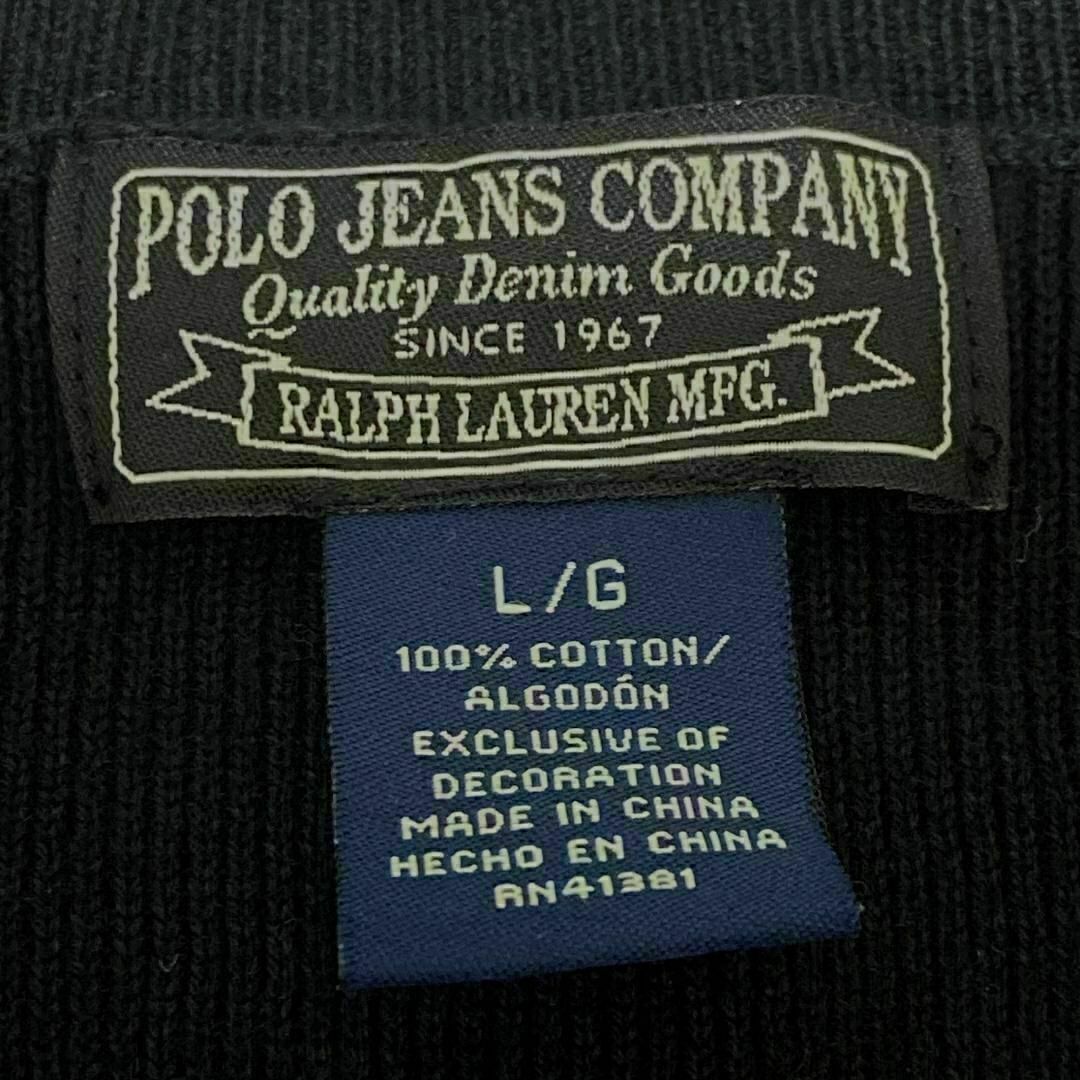 POLO JEANS COMPANY
Quality Denim Goods
SINCE 1967
RALPH LAUREN MFG.
L/G
100% COTTON/
ALGODÓN
EXCLUSIVE OF
DECORATION
MADE IN CHINA
HECHO EN CHINA
RN41381